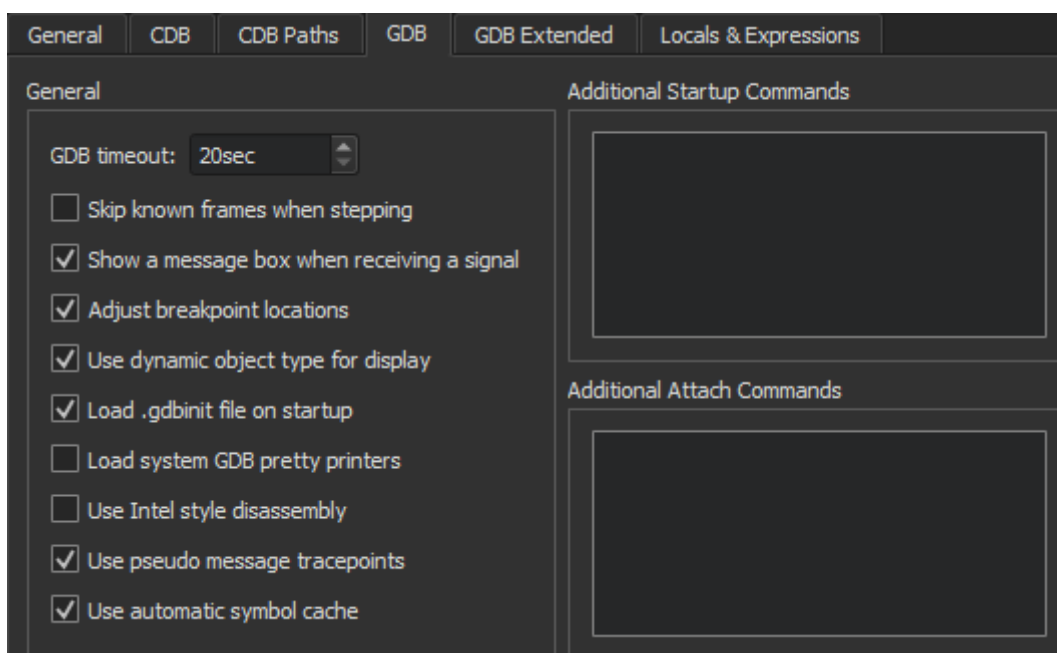 General CDB CDB Paths GDB GDB Extended Locals & Expressions
General
GDB timeout: 20sec
Skip known frames when stepping
Show a message box when receiving a signal
Adjust breakpoint locations
Use dynamic object type for display
Load .gdbinit file on startup
Load system GDB pretty printers
Use Intel style disassembly
Use pseudo message tracepoints
Use automatic symbol cache
Additional Startup Commands
Additional Attach Commands